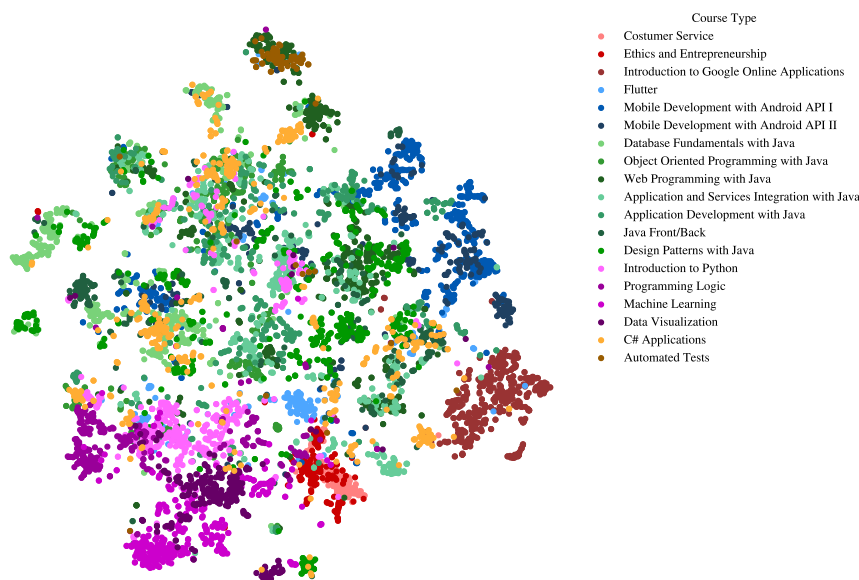 Course Type
Costumer Service
Ethics and Entrepreneurship
Introduction to Google Online Applications
Flutter
Mobile Development with Android API I
Mobile Development with Android API II
Database Fundamentals with Java
Object Oriented Programming with Java
Web Programming with Java
Application and Services Integration with Java
Application Development with Java
Java Front/Back
Design Patterns with Java
Introduction to Python
Programming Logic
Machine Learning
Data Visualization
C# Applications
Automated Tests